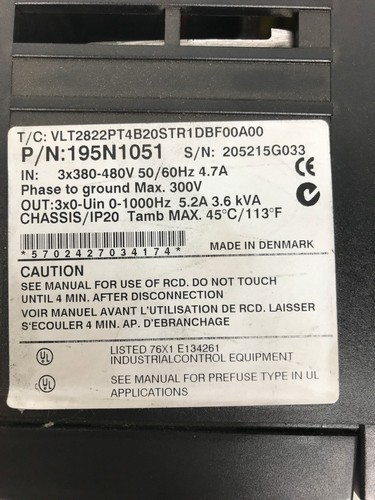 T/C: VLT2822PT4B20STR1DBF00A00
P/N:195N1051 S/N: 205215G033
IN: 3x380-480V 50/60Hz 4.7A
Phase to ground Max. 300V
OUT:3x0-Uin 0-1000Hz 5.2A 3.6 kVA
CHASSIS/IP20 Tamb MAX. 45°C/113°F
*5702427034174*
MADE IN DENMARK
CAUTION
SEE MANUAL FOR USE OF RCD. DO NOT TOUCH
UNTIL 4 MIN. AFTER DISCONNECTION
VOIR MANUEL AVANT L'UTILISATION DE RCD. LAISSER
S'ECOULER 4 MIN. AP. D'EBRANCHAGE
UL LISTED 76X1 E134261
INDUSTRIALCONTROL EQUIPMENT
UL SEE MANUAL FOR PREFUSE TYPE IN UL
APPLICATIONS